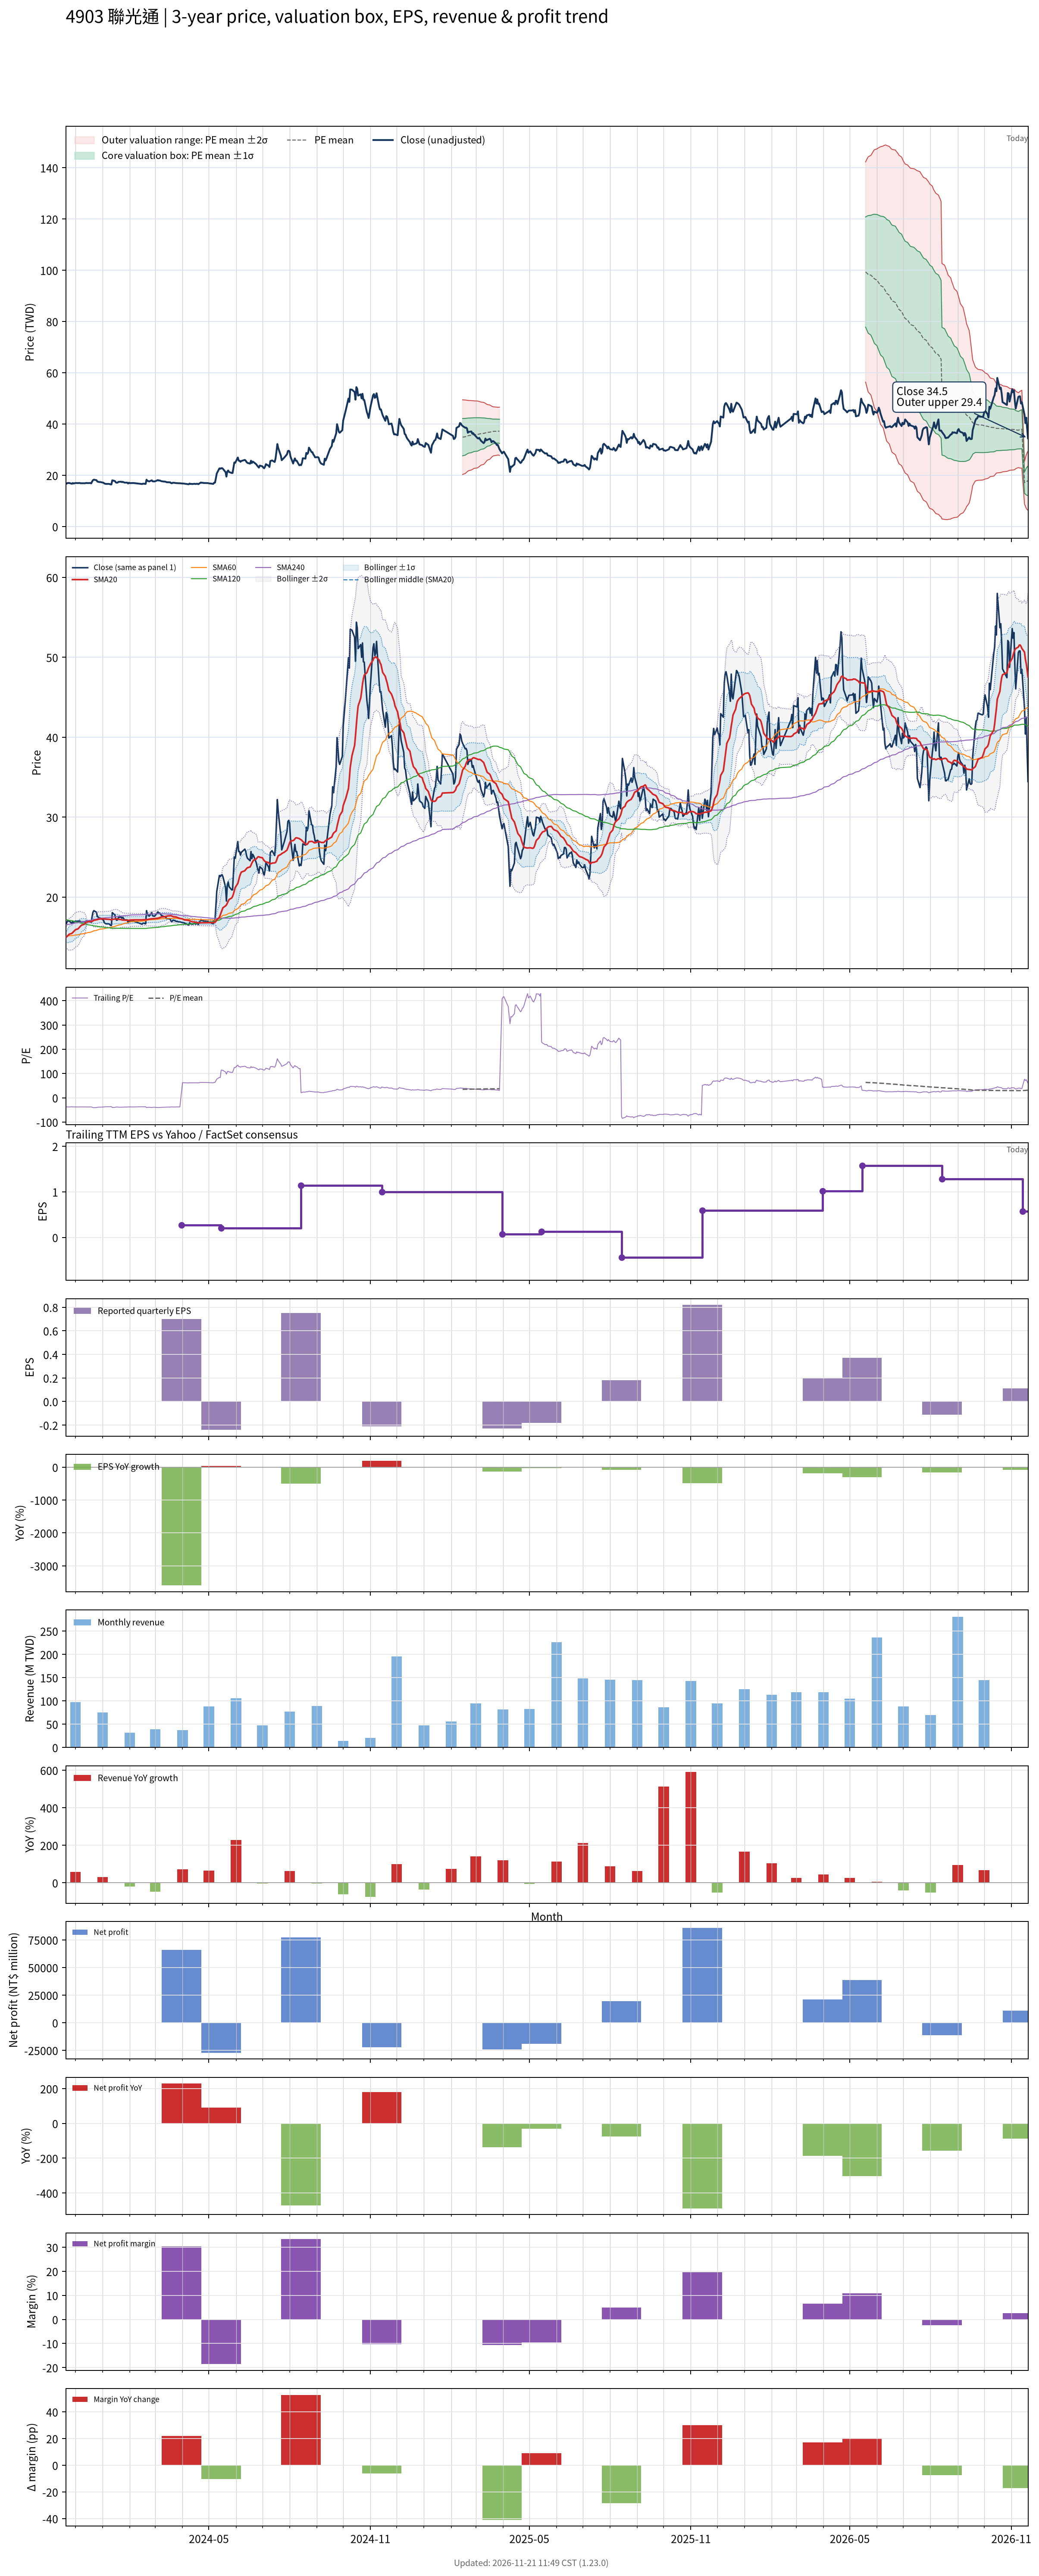 4903 聯光通 | 3-year price, valuation box, EPS, revenue & profit trend
Outer valuation range: PE mean ±2σ
Core valuation box: PE mean ±1σ
PE mean
Close (unadjusted)
Today
Price (TWD)
140
120
100
80
60
40
20
0
Close 34.5
Outer upper 29.4
Close (same as panel 1)
SMA20
SMA60
SMA120
SMA240
Bollinger ±2σ
Bollinger ±1σ
Bollinger middle (SMA20)
Price
60
50
40
30
20
Trailing P/E
P/E mean
P/E
400
300
200
100
0
-100
Trailing TTM EPS vs Yahoo / FactSet consensus
Today
EPS
2
1
0
Reported quarterly EPS
EPS
0.8
0.6
0.4
0.2
0.0
-0.2
EPS YoY growth
YoY (%)
0
-1000
-2000
-3000
Monthly revenue
Revenue (M TWD)
250
200
150
100
50
0
Revenue YoY growth
YoY (%)
600
400
200
0
Month
Net profit
Net profit (NT$ million)
75000
50000
25000
0
-25000
Net profit YoY
YoY (%)
200
0
-200
-400
Net profit margin
Margin (%)
30
20
10
0
-10
-20
Margin YoY change
Δ margin (pp)
40
20
0
-20
-40
2024-05
2024-11
2025-05
2025-11
2026-05
2026-11
Updated: 2026-11-21 11:49 CST (1.23.0)